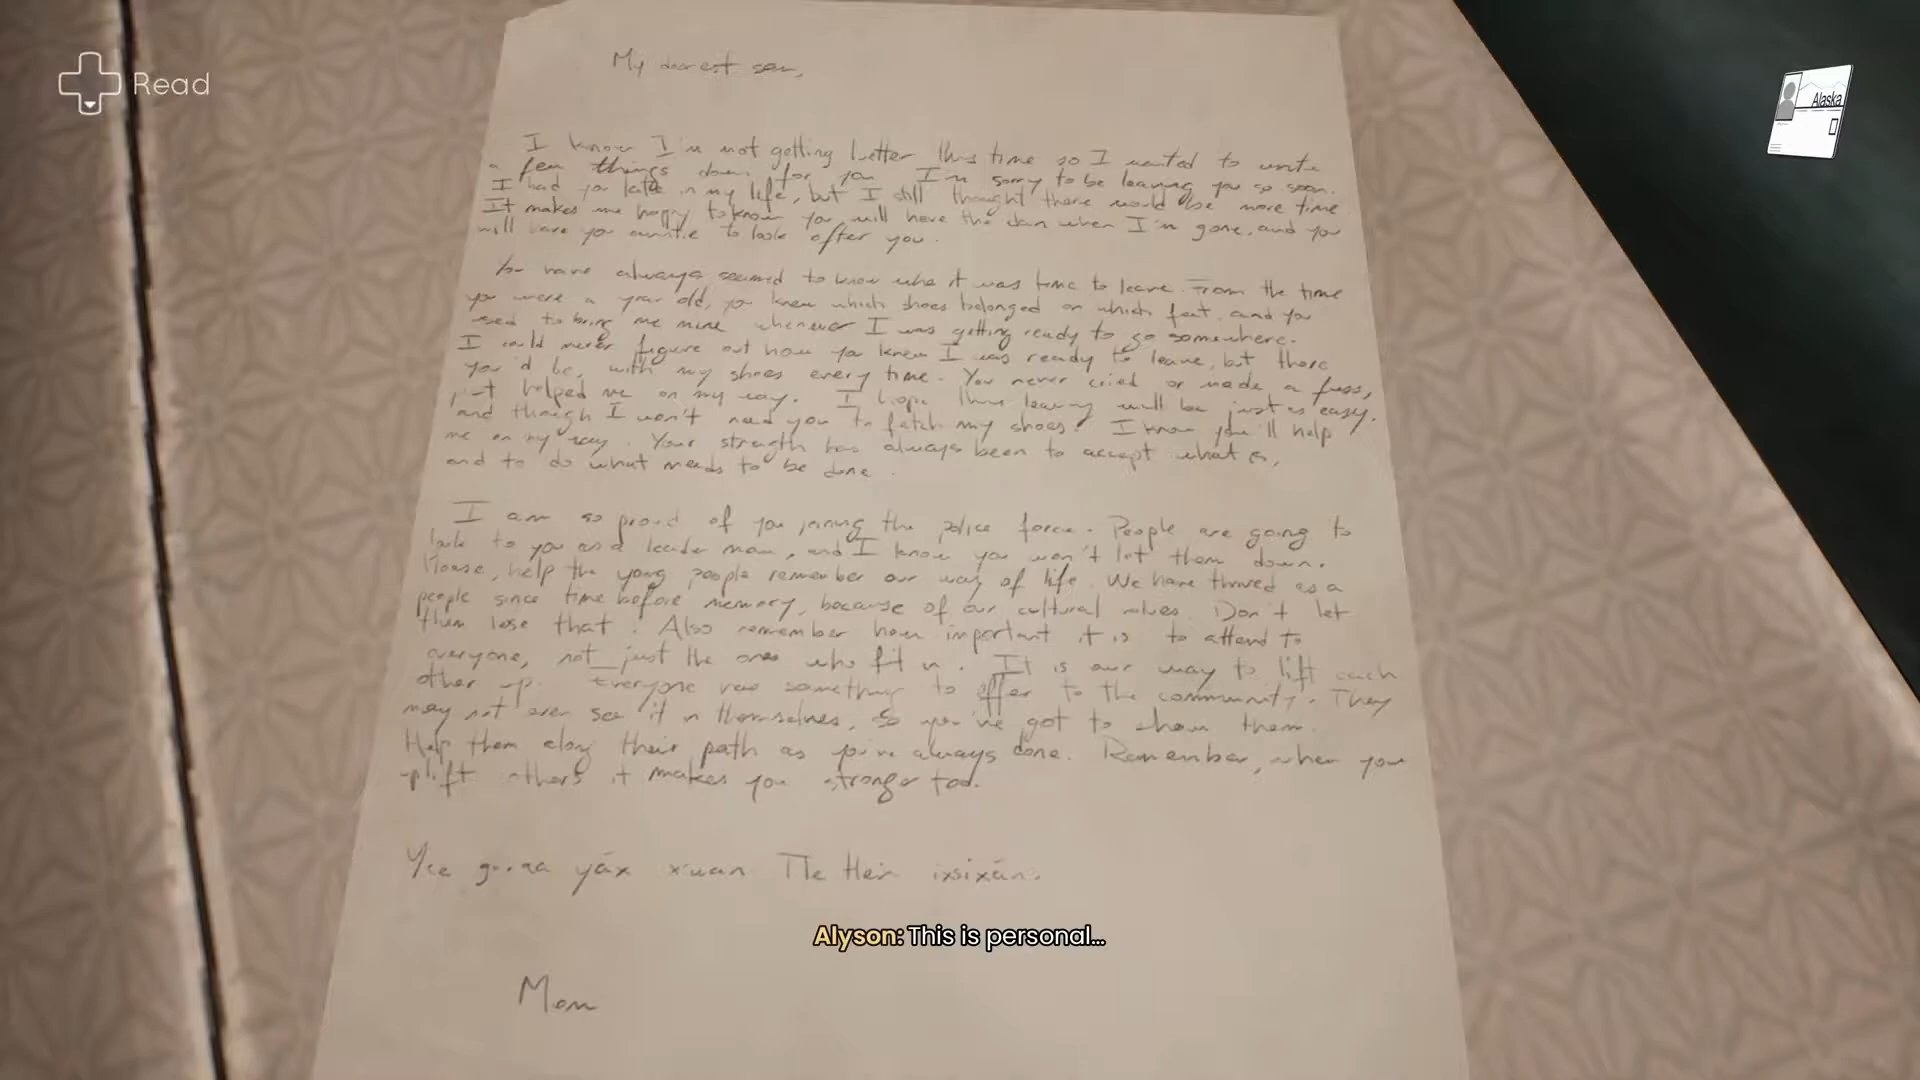 Read
Alaska
My dearest son,
I know I'm not getting better this time so I wanted to write
a few things down for you. I'm sorry to be leaving you so soon.
I had you late in my life, but I still thought there would be more time
It makes me happy to know you will have the clan when I'm gone, and you
will have you auntie to look after you.
You have always seemed to know when it was time to leave. From the time
you were a year old, you knew which shoes belonged on which feet, and you
used to bring me mine whenever I was getting ready to go somewhere.
I could never figure out how you knew I was ready to leave, but there
you'd be, with my shoes every time. You never cried or made a fuss,
just helped me on my way. I hope this leaving will be just as easy.
and though I won't need you to fetch my shoes. I know you'll help
me on my way. Your strength has always been to accept what is,
and to do what needs to be done.
I am so proud of you joining the police force. People are going to
look to you as a leader now, and I know you won't let them down.
Please, help the young people remember our way of life. We have thrived as a
people since time before memory, because of our cultural values. Don't let
them lose that. Also remember how important it is to attend to
everyone, not just the ones who fit in. It is our way to lift each
other up. Everyone has something to offer to the community. They
may not even see it in themselves, so you've got to show them.
Help them along their path as you've always done. Remember, when you
uplift others it makes you stronger too.
Yee yáx x'wan ixsixán.
Alyson: This is personal...
Mom